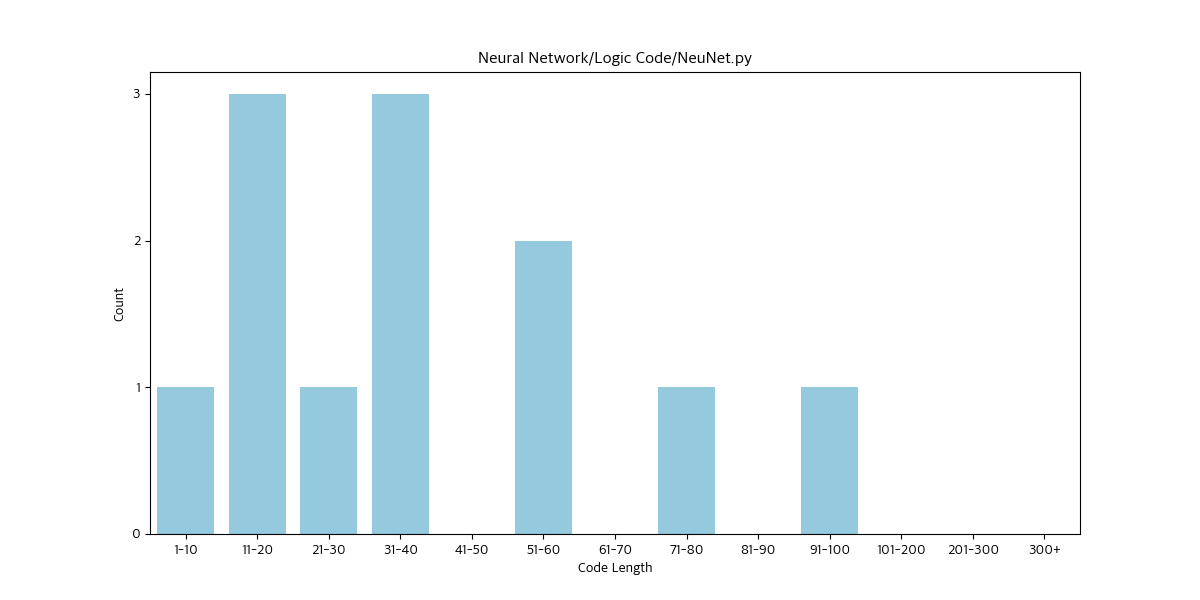 Neural Network/Logic Code/NeuNet.py
3
2
1
0
Count
1-10 11-20 21-30 31-40 41-50 51-60 61-70 71-80 81-90 91-100 101-200 201-300 300+
Code Length